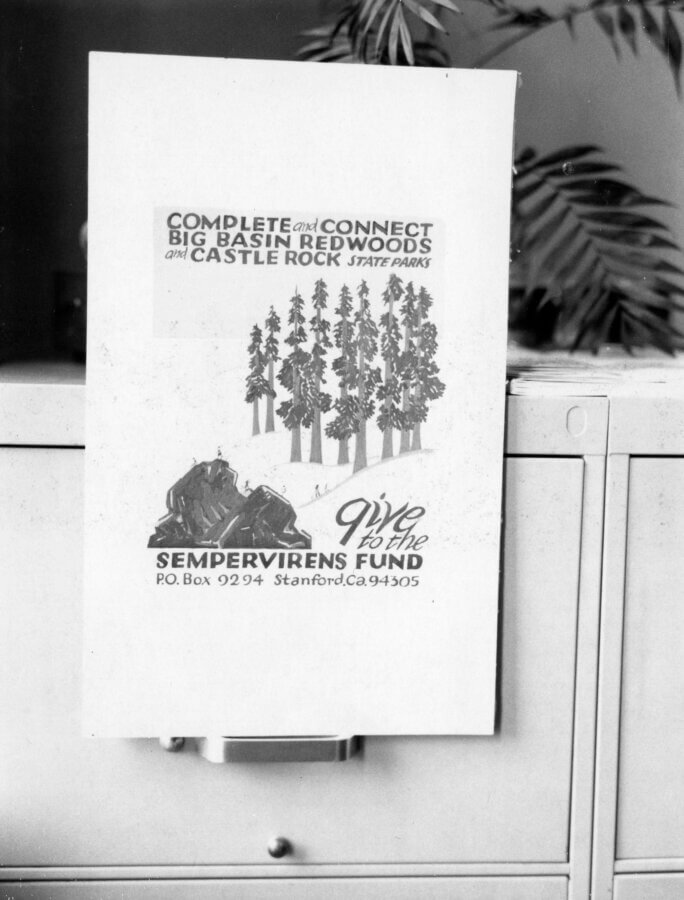 COMPLETE and CONNECT
BIG BASIN REDWOODS
and CASTLE ROCK STATE PARKS
give
to the
SEMPERVIRENS FUND
P.O. Box 9294 Stanford, Ca. 94305